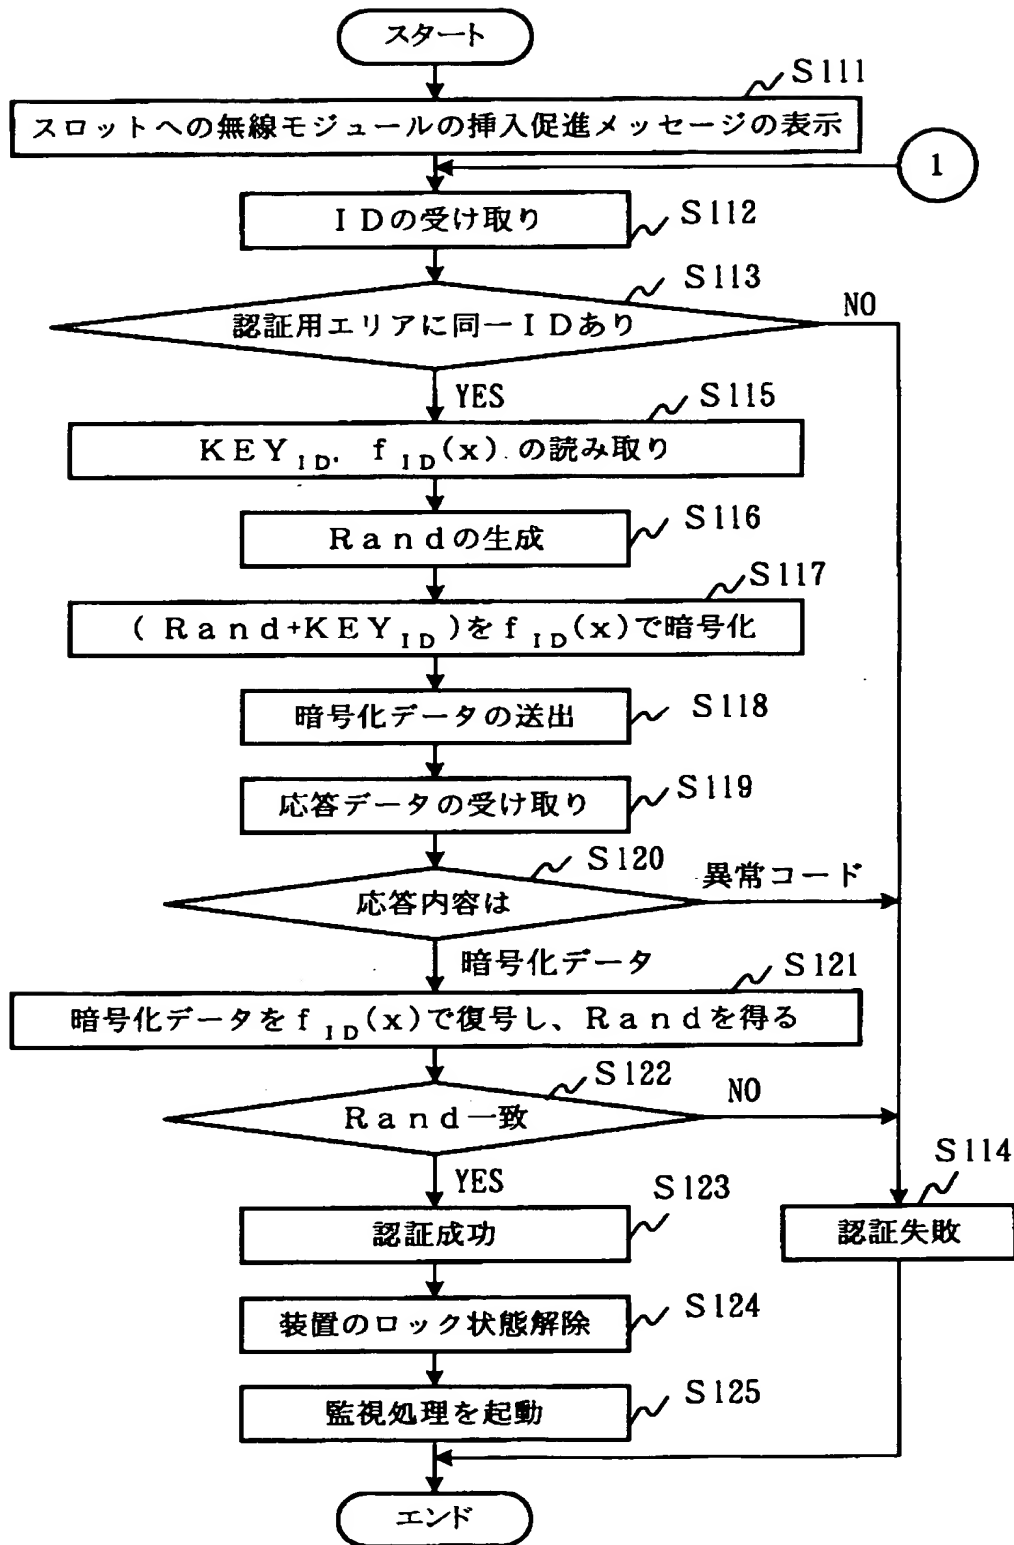 スタート
S111
スロットへの無線モジュールの挿入促進メッセージの表示
1
IDの受け取り
S112
S113
認証用エリアに同一IDあり
NO
YES
S115
KEY ID, f ID (x) の読み取り
S116
Randの生成
S117
( Rand+KEY ID )をf ID (x)で暗号化
暗号化データの送出
S118
応答データの受け取り
S119
S120
応答内容は
異常コード
暗号化データ
S121
暗号化データをf ID (x)で復号し、Randを得る
S122
Rand一致
NO
YES
S114
認証失敗
S123
認証成功
S124
装置のロック状態解除
S125
監視処理を起動
エンド